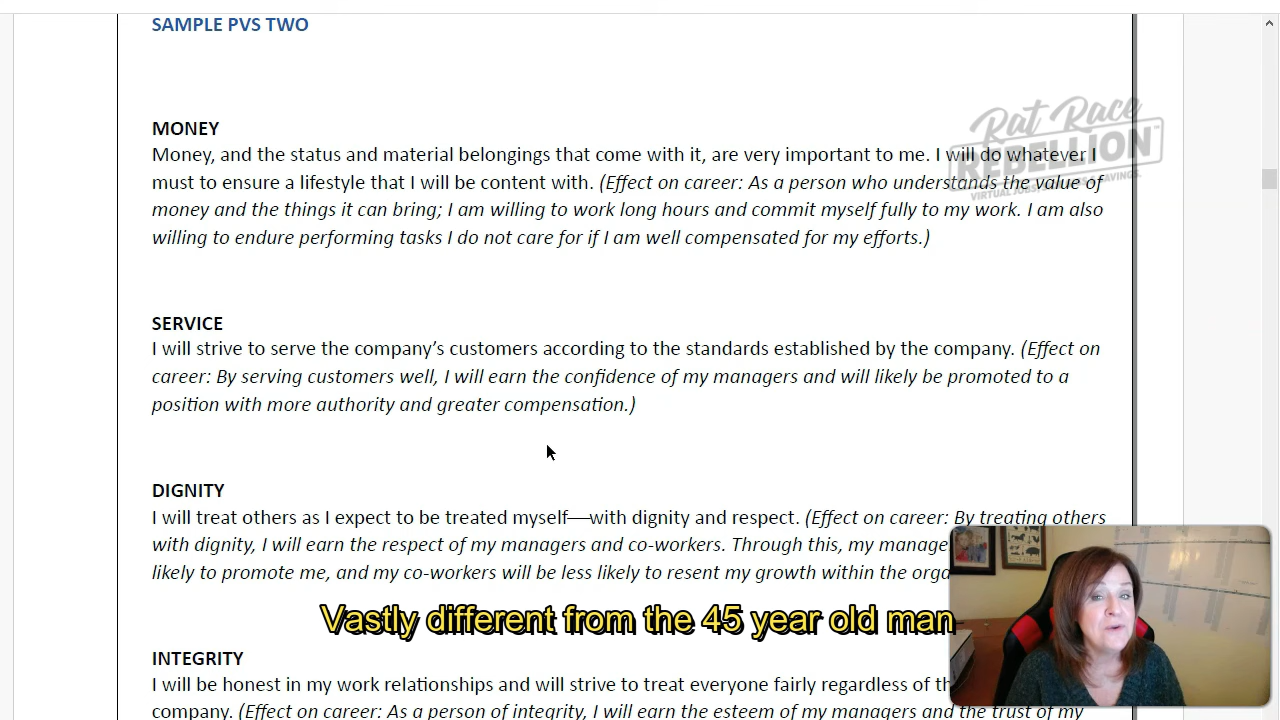 SAMPLE PVS TWO
Rat Race
REBELLION™
MONEY
Money, and the status and material belongings that come with it, are very important to me. I will do whatever I
must to ensure a lifestyle that I will be content with. (Effect on career: As a person who understands the value of
money and the things it can bring; I am willing to work long hours and commit myself fully to my work. I am also
willing to endure performing tasks I do not care for if I am well compensated for my efforts.)
SERVICE
I will strive to serve the company’s customers according to the standards established by the company. (Effect on
career: By serving customers well, I will earn the confidence of my managers and will likely be promoted to a
position with more authority and greater compensation.)
DIGNITY
I will treat others as I expect to be treated myself—with dignity and respect. (Effect on career: By treating others
with dignity, I will earn the respect of my managers and co-workers. Through this, my
likely to promote me, and my co-workers will be less likely to resent my growth within the
Vastly different from the 45 year old man
INTEGRITY
I will be honest in my work relationships and will strive to treat everyone fairly regardless of
company. (Effect on career: As a person of integrity, I will earn the esteem of my managers and the trust of my